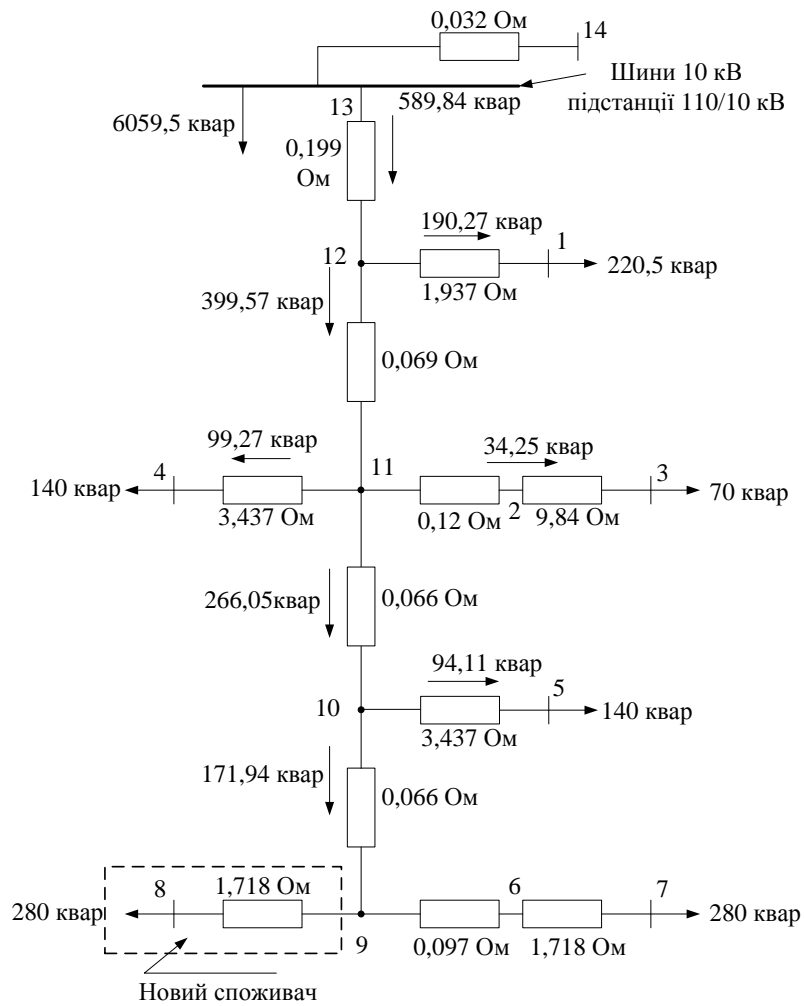 0,032 Ом
14
Шини 10 кВ
підстанції 110/10 кВ
13
589,84 квар
6059,5 квар
0,199
Ом
190,27 квар
1
12
220,5 квар
1,937 Ом
399,57 квар
0,069 Ом
99,27 квар
34,25 квар
4
11
3
140 квар
70 квар
3,437 Ом
0,12 Ом
2
9,84 Ом
266,05квар
0,066 Ом
94,11 квар
5
10
140 квар
3,437 Ом
171,94 квар
0,066 Ом
8
1,718 Ом
6
7
280 квар
280 квар
9
0,097 Ом
1,718 Ом
Новий споживач